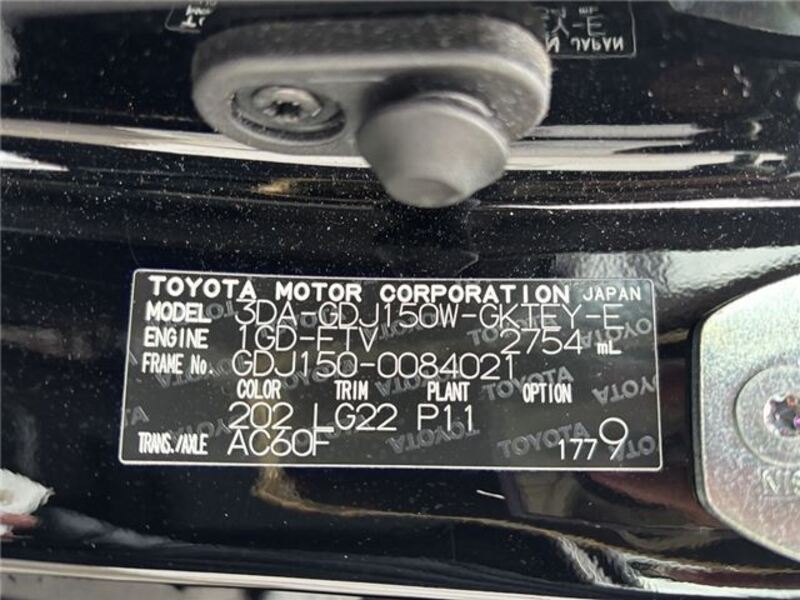 TOYOTA MOTOR CORPORATION JAPAN
MODEL 3DA-GDJ150W-GKTEY-E
ENGINE 1GD-FTV 2754 mL
FRAME No. GDJ150-0084021
COLOR TRIM PLANT OPTION
202 LG22 P11
TRANS./AXLE AC60F 1779